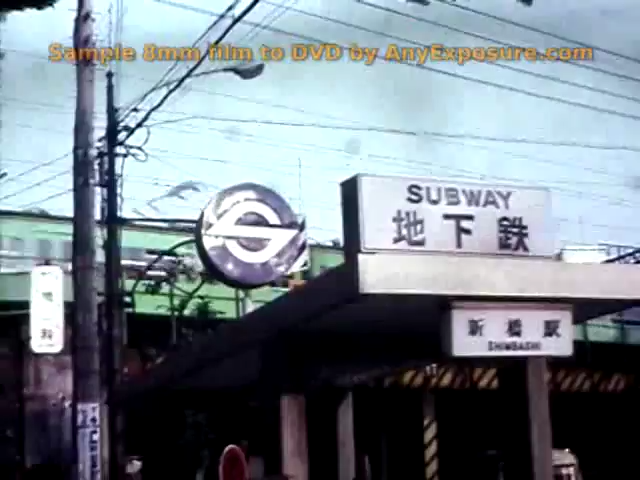 Sample 8mm film to DVD by AnyExposure.com
SUBWAY
地下鉄
新橋駅
SHIMBASHI